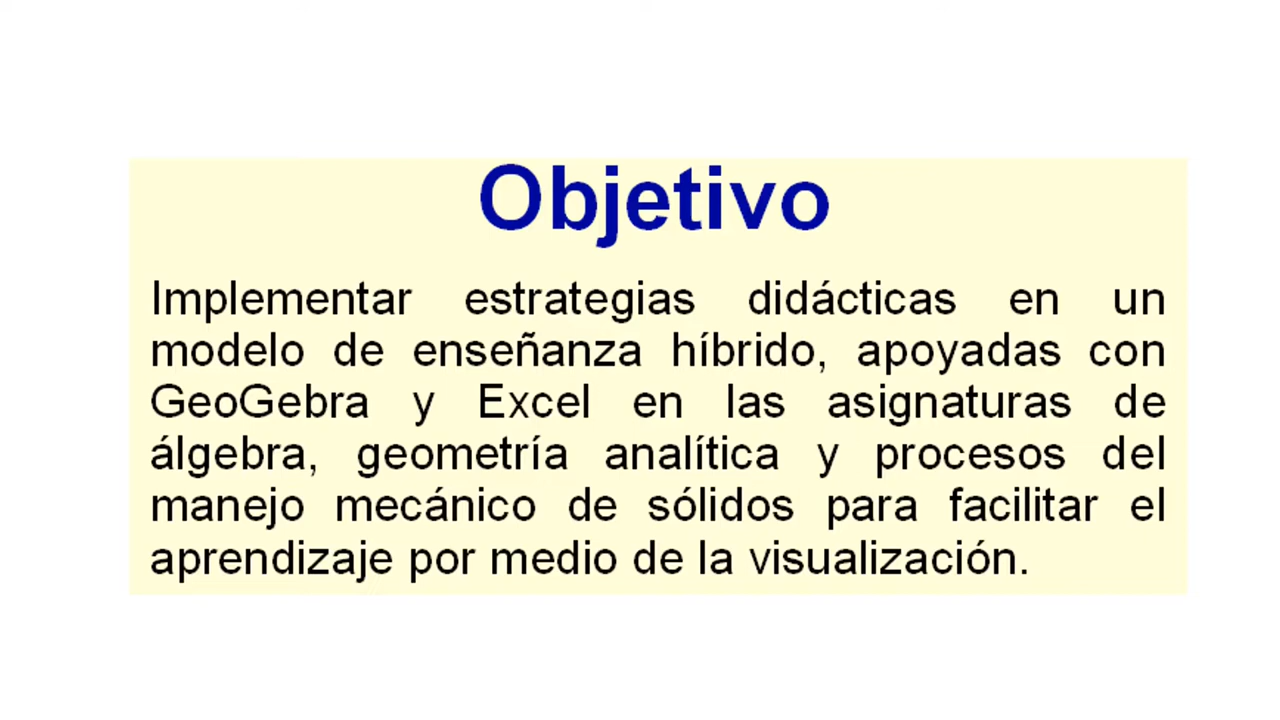 Objetivo
Implementar estrategias didácticas en un
modelo de enseñanza híbrido, apoyadas con
GeoGebra y Excel en las asignaturas de
álgebra, geometría analítica y procesos del
manejo mecánico de sólidos para facilitar el
aprendizaje por medio de la visualización.